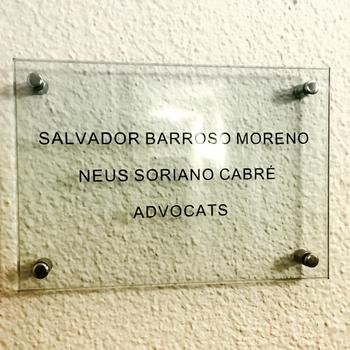 SALVADOR BARROSO MORENO
NEUS SORIANO CABRÉ
ADVOCATS